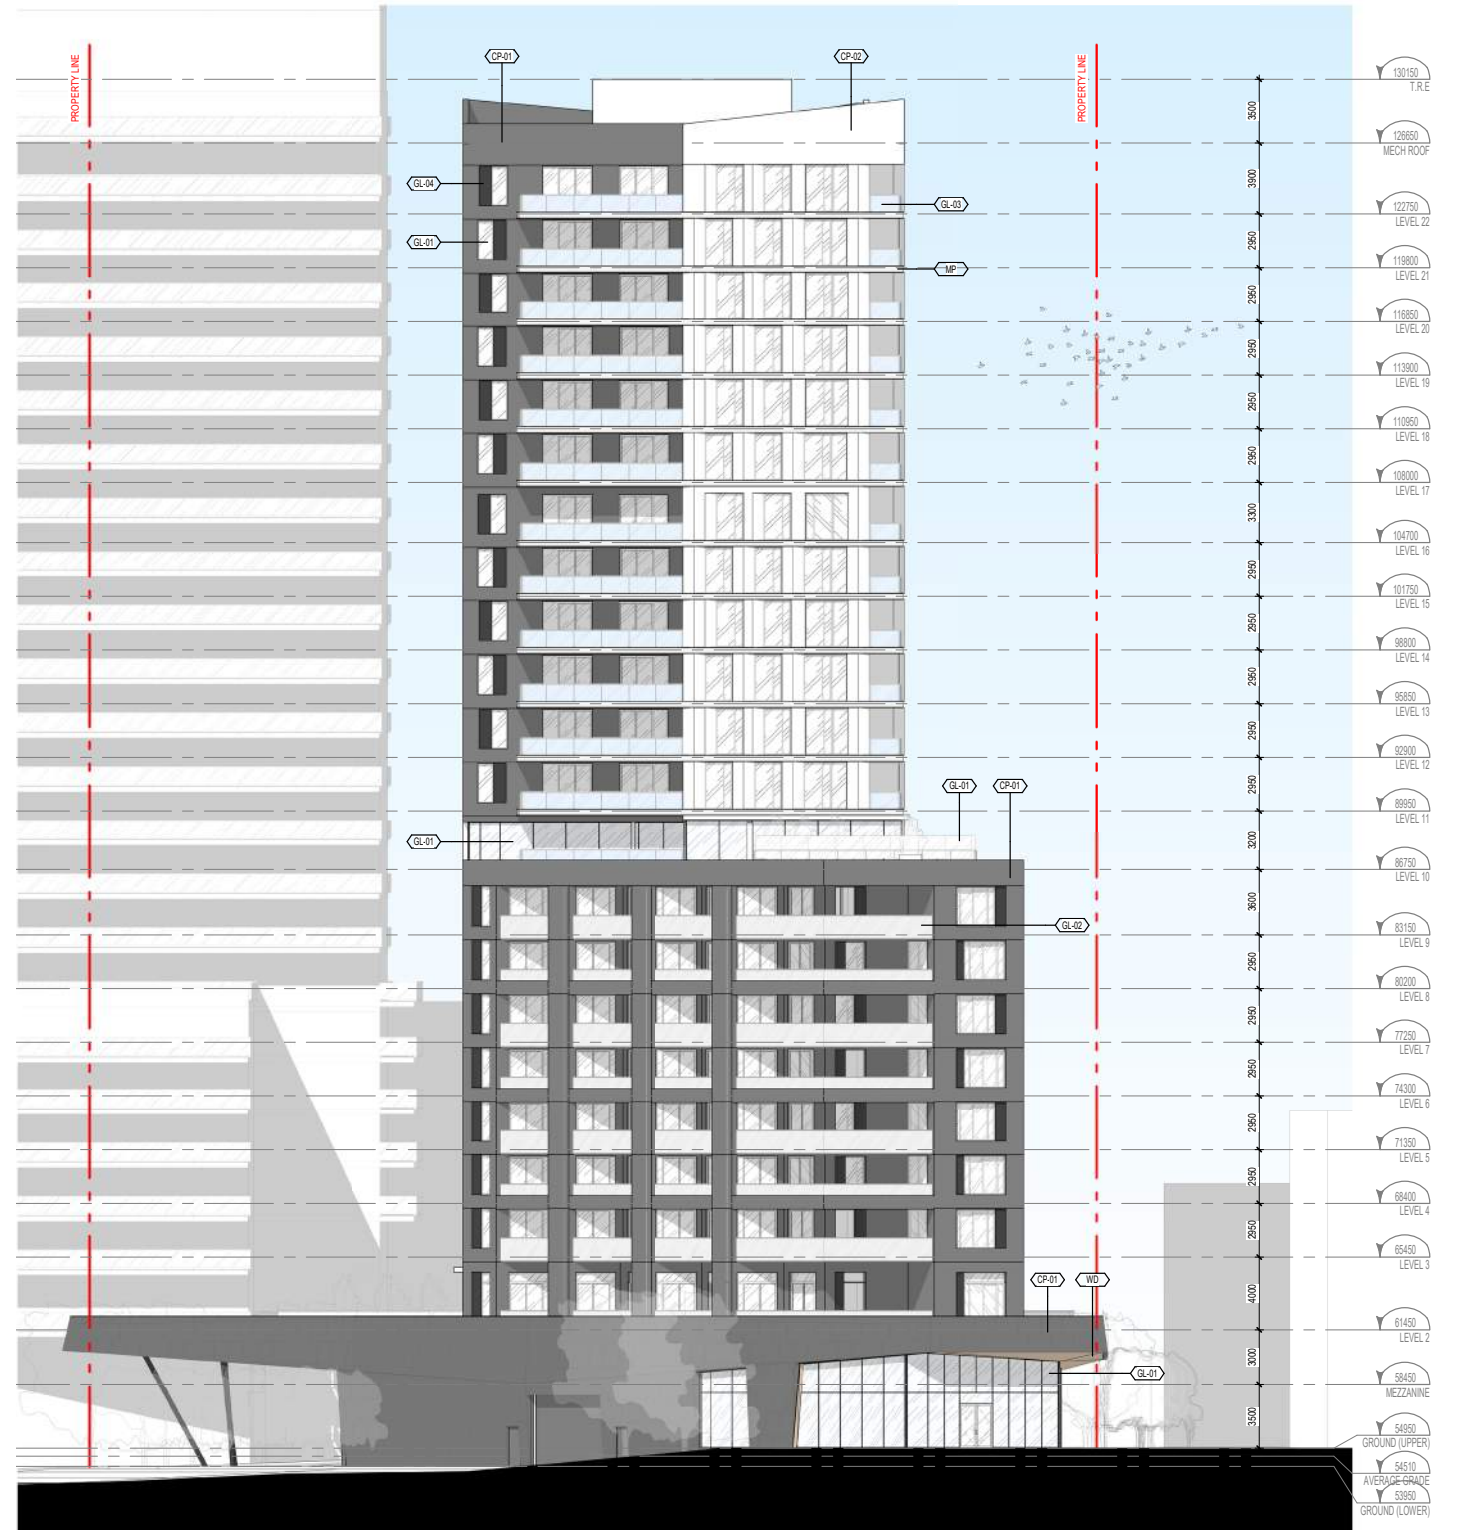 PROPERTY LINE
PROPERTY LINE
CP-01
CP-02
GL-04
GL-03
GL-01
MP
GL-01
GL-01
CP-01
GL-02
CP-01
WD
GL-01
3500
3900
2950
2950
2950
2950
2950
2950
3300
2950
2950
2950
2950
2950
3200
3600
2950
2950
2950
2950
2950
2950
4000
3000
3500
130150
T.R.E
126650
MECH ROOF
122750
LEVEL 22
119800
LEVEL 21
116850
LEVEL 20
113900
LEVEL 19
110950
LEVEL 18
108000
LEVEL 17
104700
LEVEL 16
101750
LEVEL 15
98800
LEVEL 14
95850
LEVEL 13
92900
LEVEL 12
89950
LEVEL 11
86750
LEVEL 10
83150
LEVEL 9
80200
LEVEL 8
77250
LEVEL 7
74300
LEVEL 6
71350
LEVEL 5
68400
LEVEL 4
65450
LEVEL 3
61450
LEVEL 2
58450
MEZZANINE
54950
GROUND (UPPER)
54510
AVERAGE GRADE
53950
GROUND (LOWER)